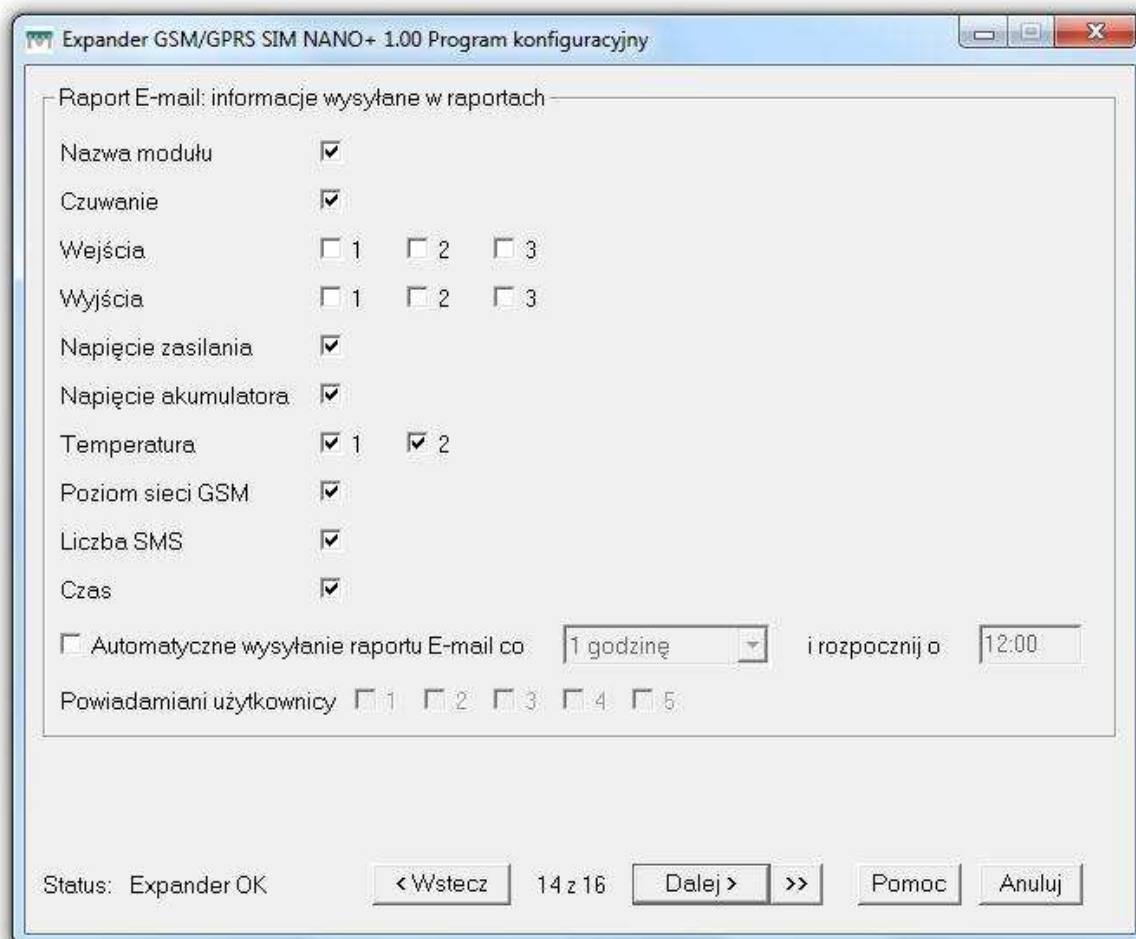 Expander GSM/GPRS SIM NANO+ 1.00 Program konfiguracyjny
Raport E-mail: informacje wysyłane w raportach
Nazwa modułu
Czuwanie
Wejścia 1 2 3
Wyjścia 1 2 3
Napięcie zasilania
Napięcie akumulatora
Temperatura 1 2
Poziom sieci GSM
Liczba SMS
Czas
Automatyczne wysyłanie raportu E-mail co 1 godzinę i rozpocznij o 12:00
Powiadamiani użytkownicy 1 2 3 4 5
Status: Expander OK < Wstecz 14 z 16 Dalej > >> Pomoc Anuluj